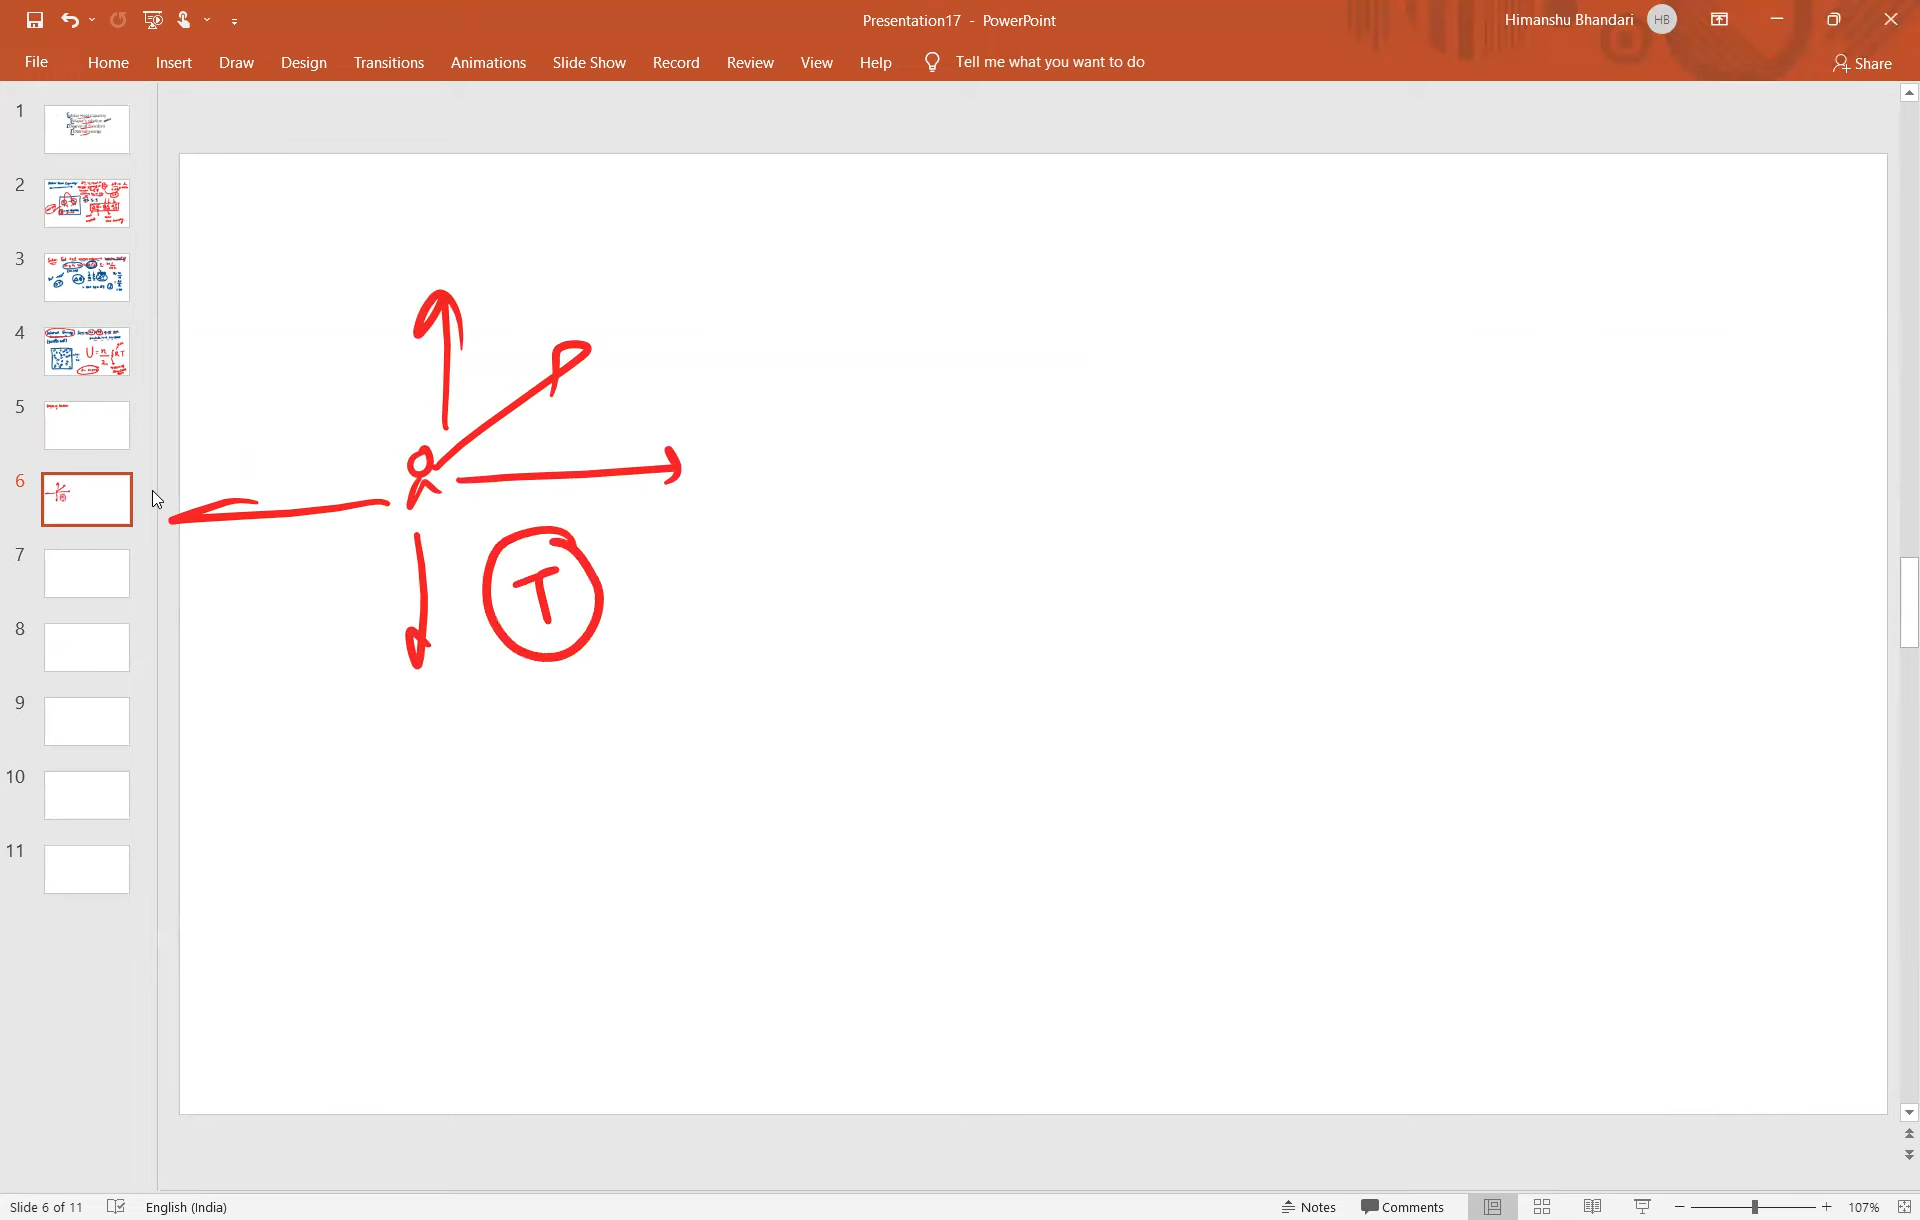 Presentation17 - PowerPoint
Himanshu Bhandari HB
File Home Insert Draw Design Transitions Animations Slide Show Record Review View Help Tell me what you want to do
Share
1
2
3
4
5
6
7
8
9
10
11
T
Slide 6 of 11 English (India) Notes Comments 107%